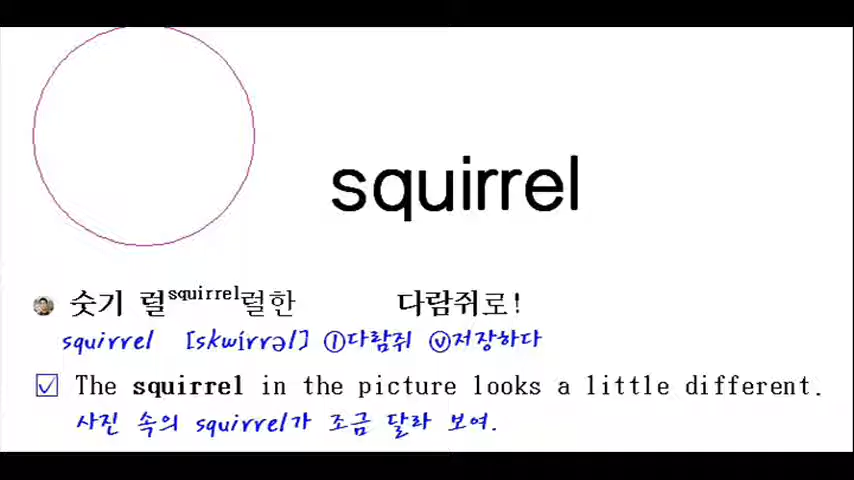 squirrel
숫기 럴squirrel럴한 다람쥐로!
squirrel [skwírrəl] ①다람쥐 ⓥ저장하다
The squirrel in the picture looks a little different.
사진 속의 squirrel가 조금 달라 보여.